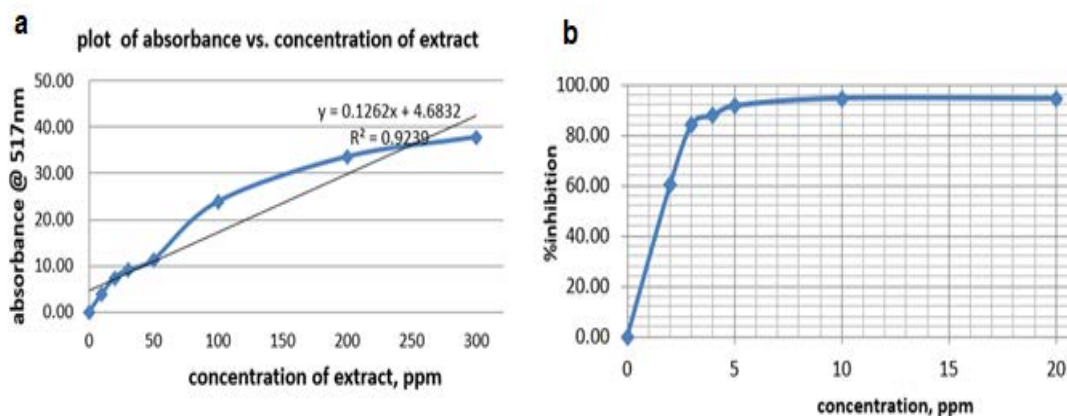 a
plot of absorbance vs. concentration of extract
absorbance @ 517nm
50.00
40.00
30.00
20.00
10.00
0.00
y = 0.1262x + 4.6832
R² = 0.9239
0 50 100 150 200 250 300
concentration of extract, ppm
b
%inhibition
100.00
80.00
60.00
40.00
20.00
0.00
0 5 10 15 20
concentration, ppm